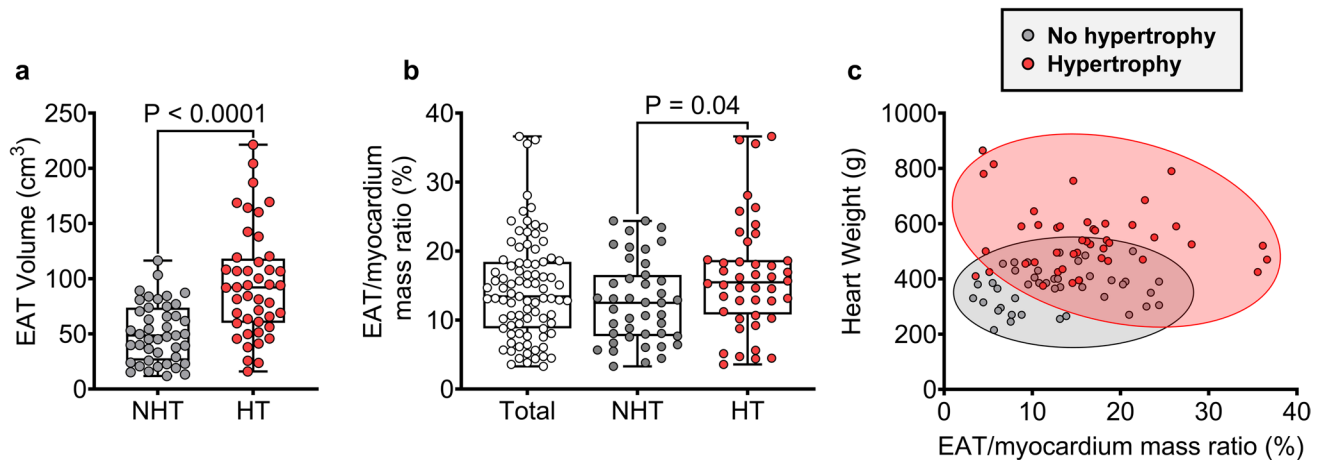 No hypertrophy
Hypertrophy
a
EAT Volume (cm³)
250
200
150
100
50
0
P < 0.0001
NHT
HT
b
EAT/myocardium
mass ratio (%)
40
30
20
10
0
P = 0.04
Total
NHT
HT
c
Heart Weight (g)
1000
800
600
400
200
0
0
10
20
30
40
EAT/myocardium mass ratio (%)